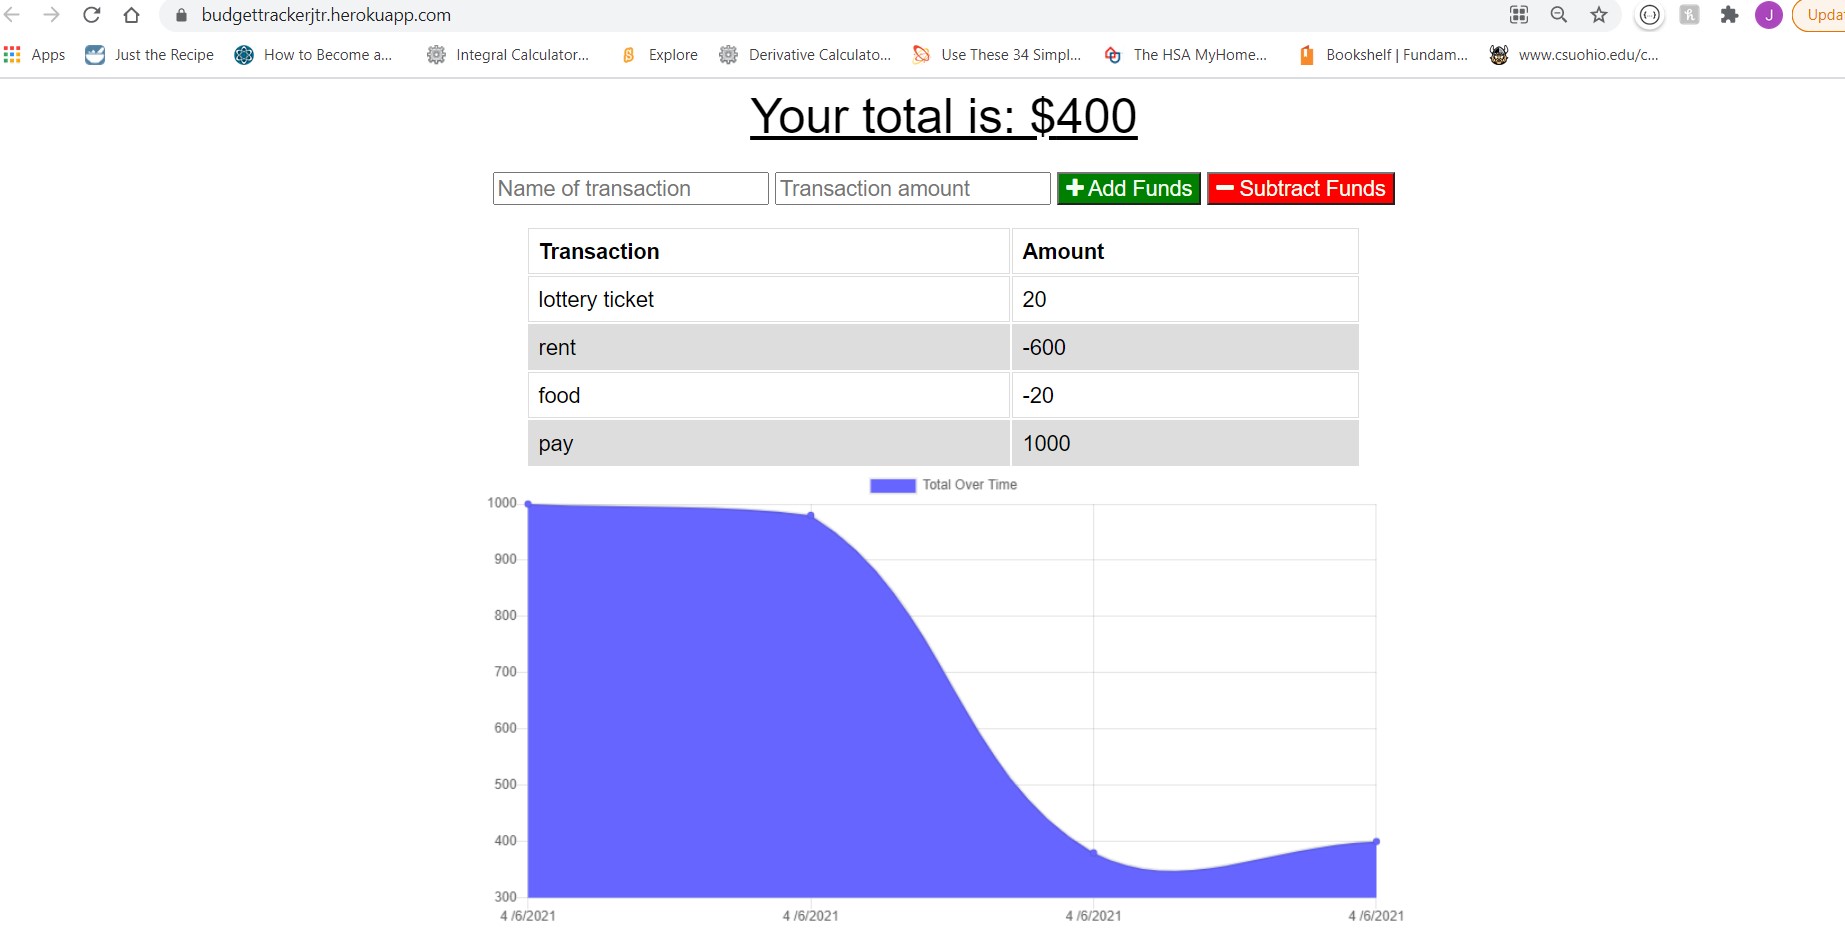 budgettrackerjtr.herokuapp.com
J
Updat
Apps Just the Recipe How to Become a... Integral Calculator... Explore Derivative Calculato... Use These 34 Simpl... The HSA MyHome... Bookshelf | Fundam... www.csuohio.edu/c...
Your total is: $400
Name of transaction Transaction amount Add Funds Subtract Funds
Transaction Amount
lottery ticket 20
rent -600
food -20
pay 1000
Total Over Time
1000
900
800
700
600
500
400
300
4 /6/2021 4 /6/2021 4 /6/2021 4 /6/2021